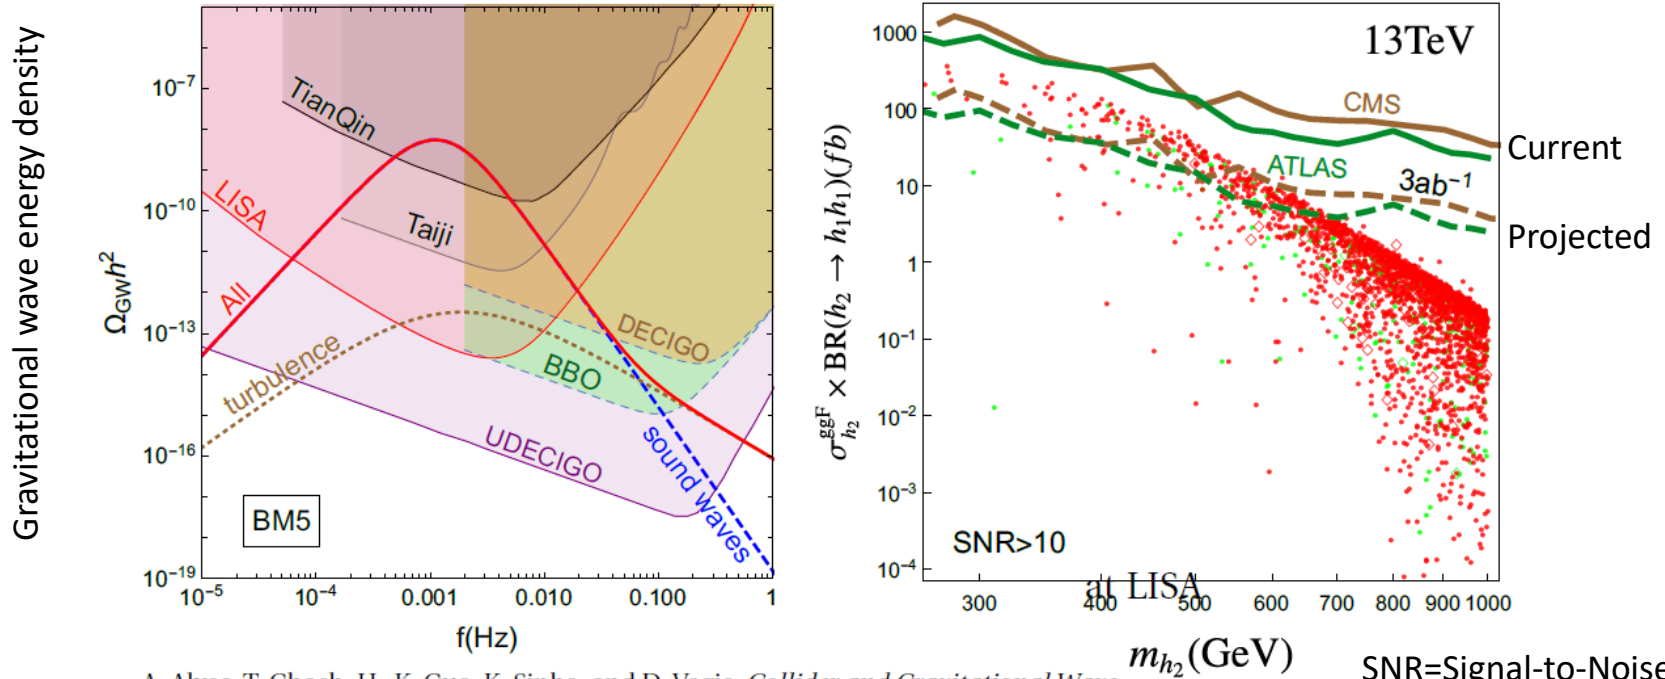 Gravitational wave energy density
Ω_GW h²
10⁻⁷
10⁻¹⁰
10⁻¹³
10⁻¹⁶
10⁻¹⁹
TianQin
LISA
Taiji
All
turbulence
DECIGO
BBO
UDECIGO
sound waves
BM5
10⁻⁵ 10⁻⁴ 0.001 0.010 0.100 1
f(Hz)
σ_{h₂}^{ggF} × BR(h₂ → h₁h₁)(fb)
1000
100
10
1
10⁻¹
10⁻²
10⁻³
10⁻⁴
13TeV
CMS
ATLAS
3ab⁻¹
Current
Projected
SNR>10
at LISA
300 400 500 600 700 800 900 1000
m_{h₂}(GeV)
SNR=Signal-to-Noise